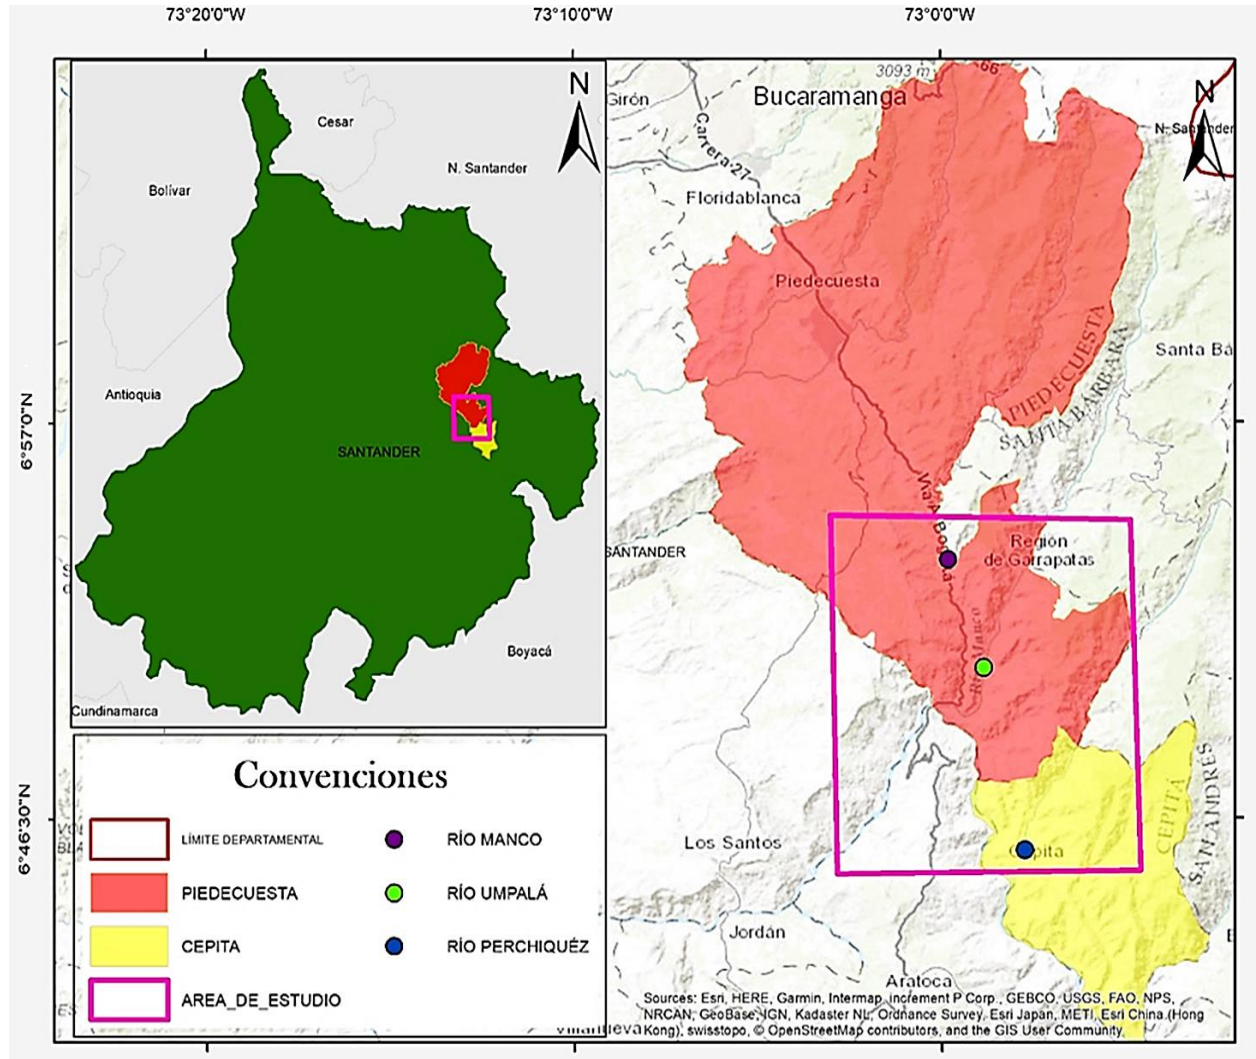 73°20'0"W
73°10'0"W
73°0'0"W
6°57'0"N
6°46'30"N
N
Cesar
N. Santander
Bolívar
Antioquia
SANTANDER
Boyacá
Cundinamarca
Convenciones
LÍMITE DEPARTAMENTAL
PIEDECUESTA
CEPITA
AREA_DE_ESTUDIO
RÍO MANCO
RÍO UMPALÁ
RÍO PERCHIQUÉZ
3093 m
66
Girón
Bucaramanga
N
N. Santander
Carrera 27
Floridablanca
Piedecuesta
PIEDECUESTA
SANTA BÁRBARA
Santa Bá
Vía A Bogotá
SANTANDER
Región
de Garrapatas
Río Manco
CEPITÁ
SAN ANDRES
Cepita
Los Santos
Jordán
Aratoca
Sources: Esri, HERE, Garmin, Intermap, increment P Corp., GEBCO, USGS, FAO, NPS,
NRCAN, GeoBase, IGN, Kadaster NL, Ordnance Survey, Esri Japan, METI, Esri China (Hong
Kong), swisstopo, © OpenStreetMap contributors, and the GIS User Community